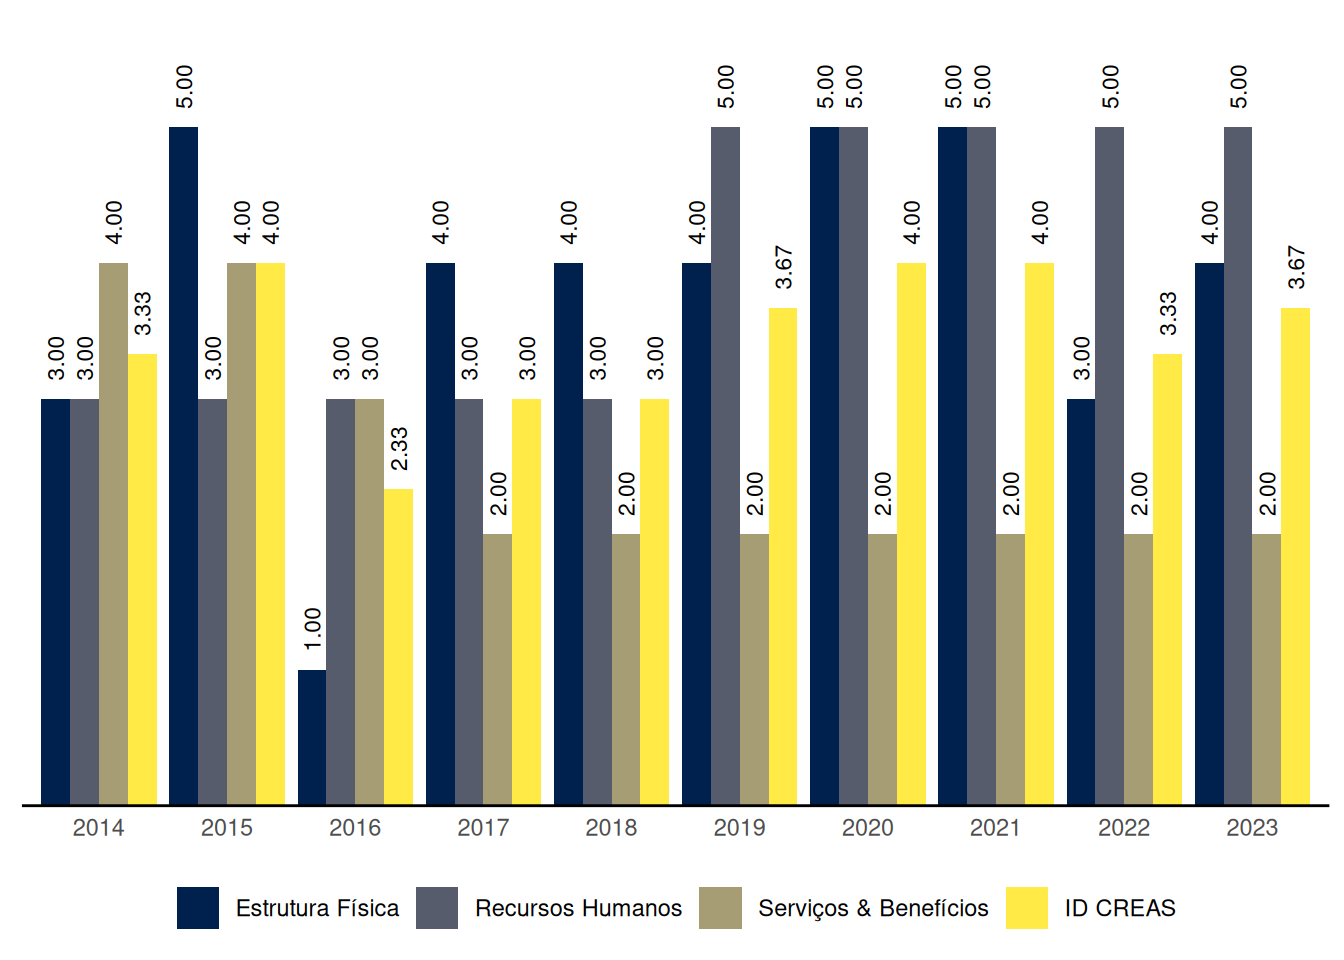 5.00 5.00 5.00 5.00 5.00 5.00 5.00 5.00
4.00 4.00 4.00 4.00 4.00 4.00 4.00 4.00 4.00
3.67 3.67
3.33 3.33
3.00 3.00 3.00 3.00 3.00 3.00 3.00 3.00 3.00 3.00
2.33
2.00 2.00 2.00 2.00 2.00 2.00 2.00
1.00
2014 2015 2016 2017 2018 2019 2020 2021 2022 2023
Estrutura Física Recursos Humanos Serviços & Benefícios ID CREAS